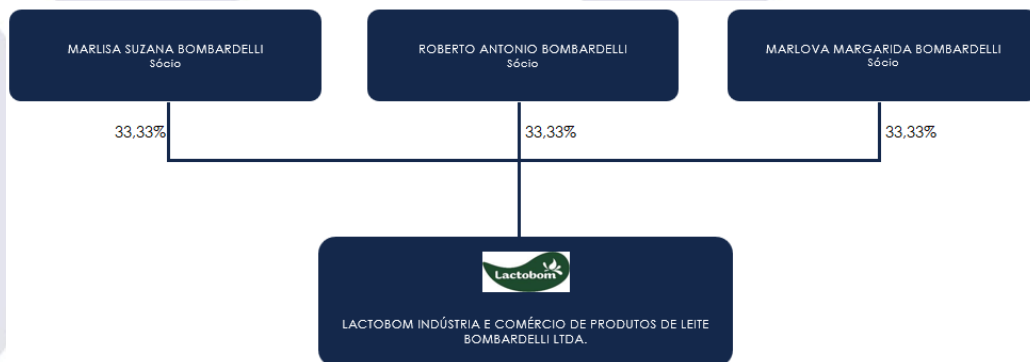 MARLISA SUZANA BOMBARDELLI
Sócio
ROBERTO ANTONIO BOMBARDELLI
Sócio
MARLOVA MARGARIDA BOMBARDELLI
Sócio
33,33%
33,33%
33,33%
Lactobom
LACTOBOM INDÚSTRIA E COMÉRCIO DE PRODUTOS DE LEITE
BOMBARDELLI LTDA.